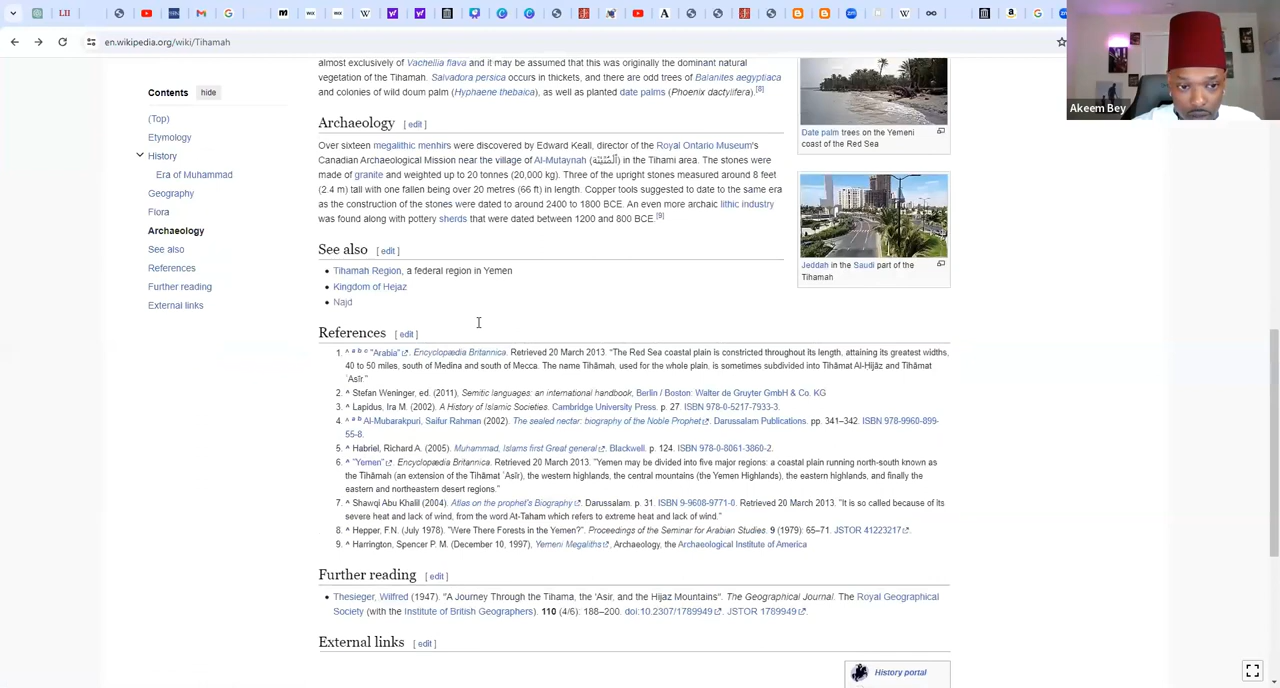 en.wikipedia.org/wiki/Tihamah
Akeem Bey
Contents hide
(Top)
Etymology
History
Era of Muhammad
Geography
Flora
Archaeology
See also
References
Further reading
External links
almost exclusively of Vachellia flava and it may be assumed that this was originally the dominant natural
vegetation of the Tihamah. Salvadora persica occurs in thickets, and there are odd trees of Balanites aegyptiaca
and colonies of wild doum palm (Hyphaene thebaica), as well as planted date palms (Phoenix dactylifera).[8]
Archaeology [ edit ]
Over sixteen megalithic menhirs were discovered by Edward Keall, director of the Royal Ontario Museum's
Canadian Archaeological Mission near the village of Al-Mutaynah (ٱلْمُتَيْنَة) in the Tihami area. The stones were
made of granite and weighted up to 20 tonnes (20,000 kg). Three of the upright stones measured around 8 feet
(2.4 m) tall with one fallen being over 20 metres (66 ft) in length. Copper tools suggested to date to the same era
as the construction of the stones were dated to around 2400 to 1800 BCE. An even more archaic lithic industry
was found along with pottery sherds that were dated between 1200 and 800 BCE.[9]
Date palm trees on the Yemeni
coast of the Red Sea
Jeddah in the Saudi part of the
Tihamah
See also [ edit ]
• Tihamah Region, a federal region in Yemen
• Kingdom of Hejaz
• Najd
References [ edit ]
1. ^ a b c "Arabia". Encyclopædia Britannica. Retrieved 20 March 2013. "The Red Sea coastal plain is constricted throughout its length, attaining its greatest widths,
40 to 50 miles, south of Medina and south of Mecca. The name Tihāmah, used for the whole plain, is sometimes subdivided into Tihāmat Al-Ḥijāz and Tihāmat
ʿAsīr."
2. ^ Stefan Weninger, ed. (2011), Semitic languages: an international handbook, Berlin / Boston: Walter de Gruyter GmbH & Co. KG
3. ^ Lapidus, Ira M. (2002). A History of Islamic Societies. Cambridge University Press. p. 27. ISBN 978-0-5217-7933-3.
4. ^ a b Al-Mubarakpuri, Saifur Rahman (2002). The sealed nectar: biography of the Noble Prophet. Darussalam Publications. pp. 341–342. ISBN 978-9960-899-
55-8.
5. ^ Habriel, Richard A. (2005). Muhammad, Islams first Great general. Blackwell. p. 124. ISBN 978-0-8061-3860-2.
6. ^ "Yemen". Encyclopædia Britannica. Retrieved 20 March 2013. "Yemen may be divided into five major regions: a coastal plain running north-south known as
the Tihāmah (an extension of the Tihāmat ʿAsīr), the western highlands, the central mountains (the Yemen Highlands), the eastern highlands, and finally the
eastern and northeastern desert regions."
7. ^ Shawqi Abu Khalil (2004). Atlas on the prophet's Biography. Darussalam. p. 31. ISBN 9-9608-9771-0. Retrieved 20 March 2013. "It is so called because of its
severe heat and lack of wind, from the word At-Taham which refers to extreme heat and lack of wind."
8. ^ Hepper, F.N. (July 1978). "Were There Forests in the Yemen?". Proceedings of the Seminar for Arabian Studies. 9 (1979): 65–71. JSTOR 41223217.
9. ^ Harrington, Spencer P. M. (December 10, 1997), Yemeni Megaliths, Archaeology, the Archaeological Institute of America
Further reading [ edit ]
• Thesieger, Wilfred (1947). "A Journey Through the Tihama, the 'Asir, and the Hijaz Mountains". The Geographical Journal. The Royal Geographical
Society (with the Institute of British Geographers). 110 (4/6): 188–200. doi:10.2307/1789949. JSTOR 1789949.
External links [ edit ]
History portal